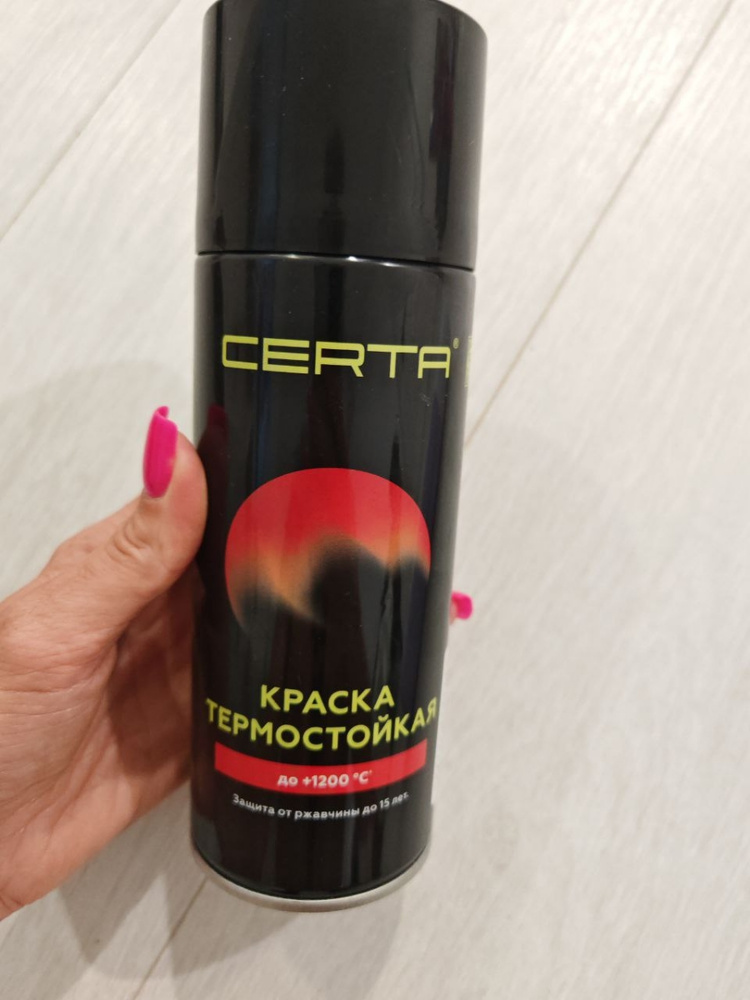 CERTA®
КРАСКА
ТЕРМОСТОЙКАЯ
до +1200 °С*
Защита от ржавчины до 15 лет.